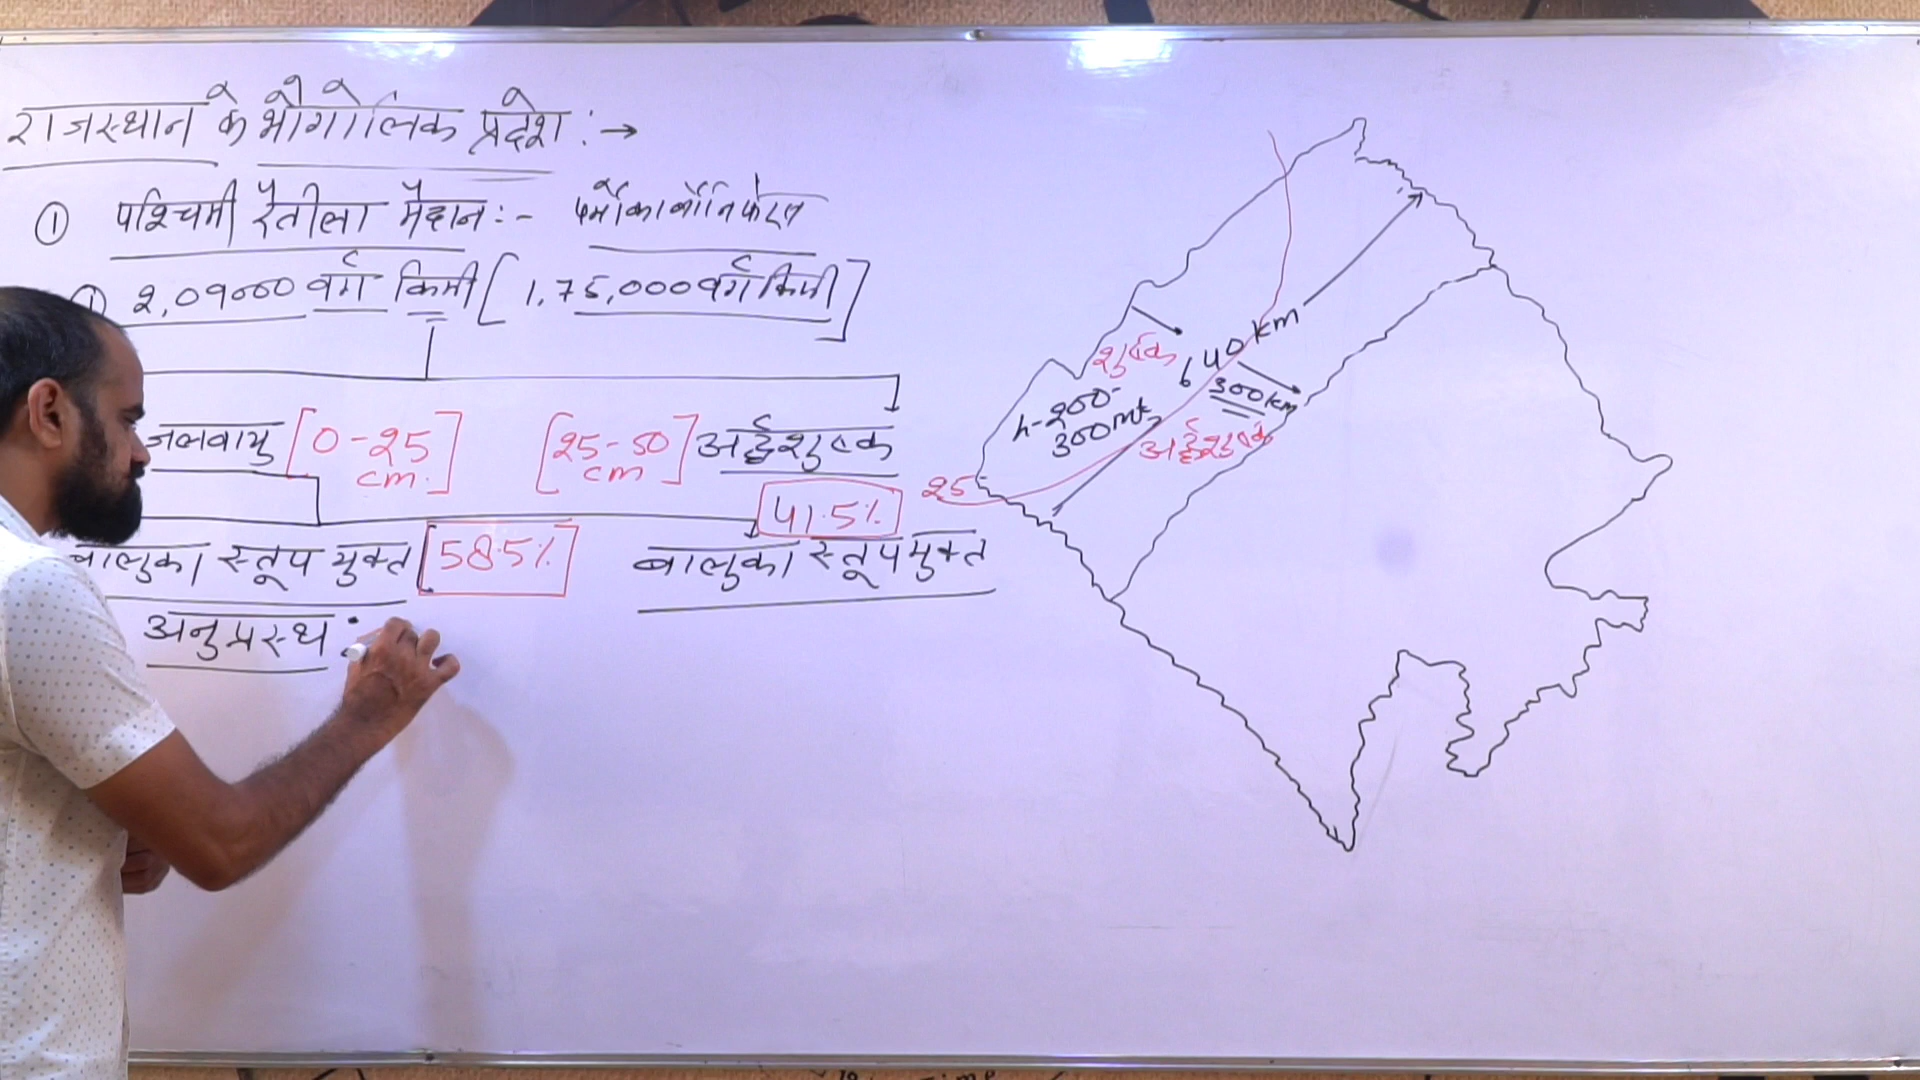 राजस्थान के भौगोलिक प्रदेश :→
① पश्चिमी रेतीला मैदान :- पर्मोकार्बोनिफेरस
① 2,09000 वर्ग किमी [1,75,000 वर्ग किमी]
जलवायु [0-25 cm.] [25-50 cm] अर्द्धशुष्क
बालुका स्तूप युक्त [58.5%] 41.5%
बालुका स्तूप मुक्त
अनुप्रस्थ :
640 km
शुष्क
300 km
h-200-
300 mt.
अर्द्धशुष्क
25